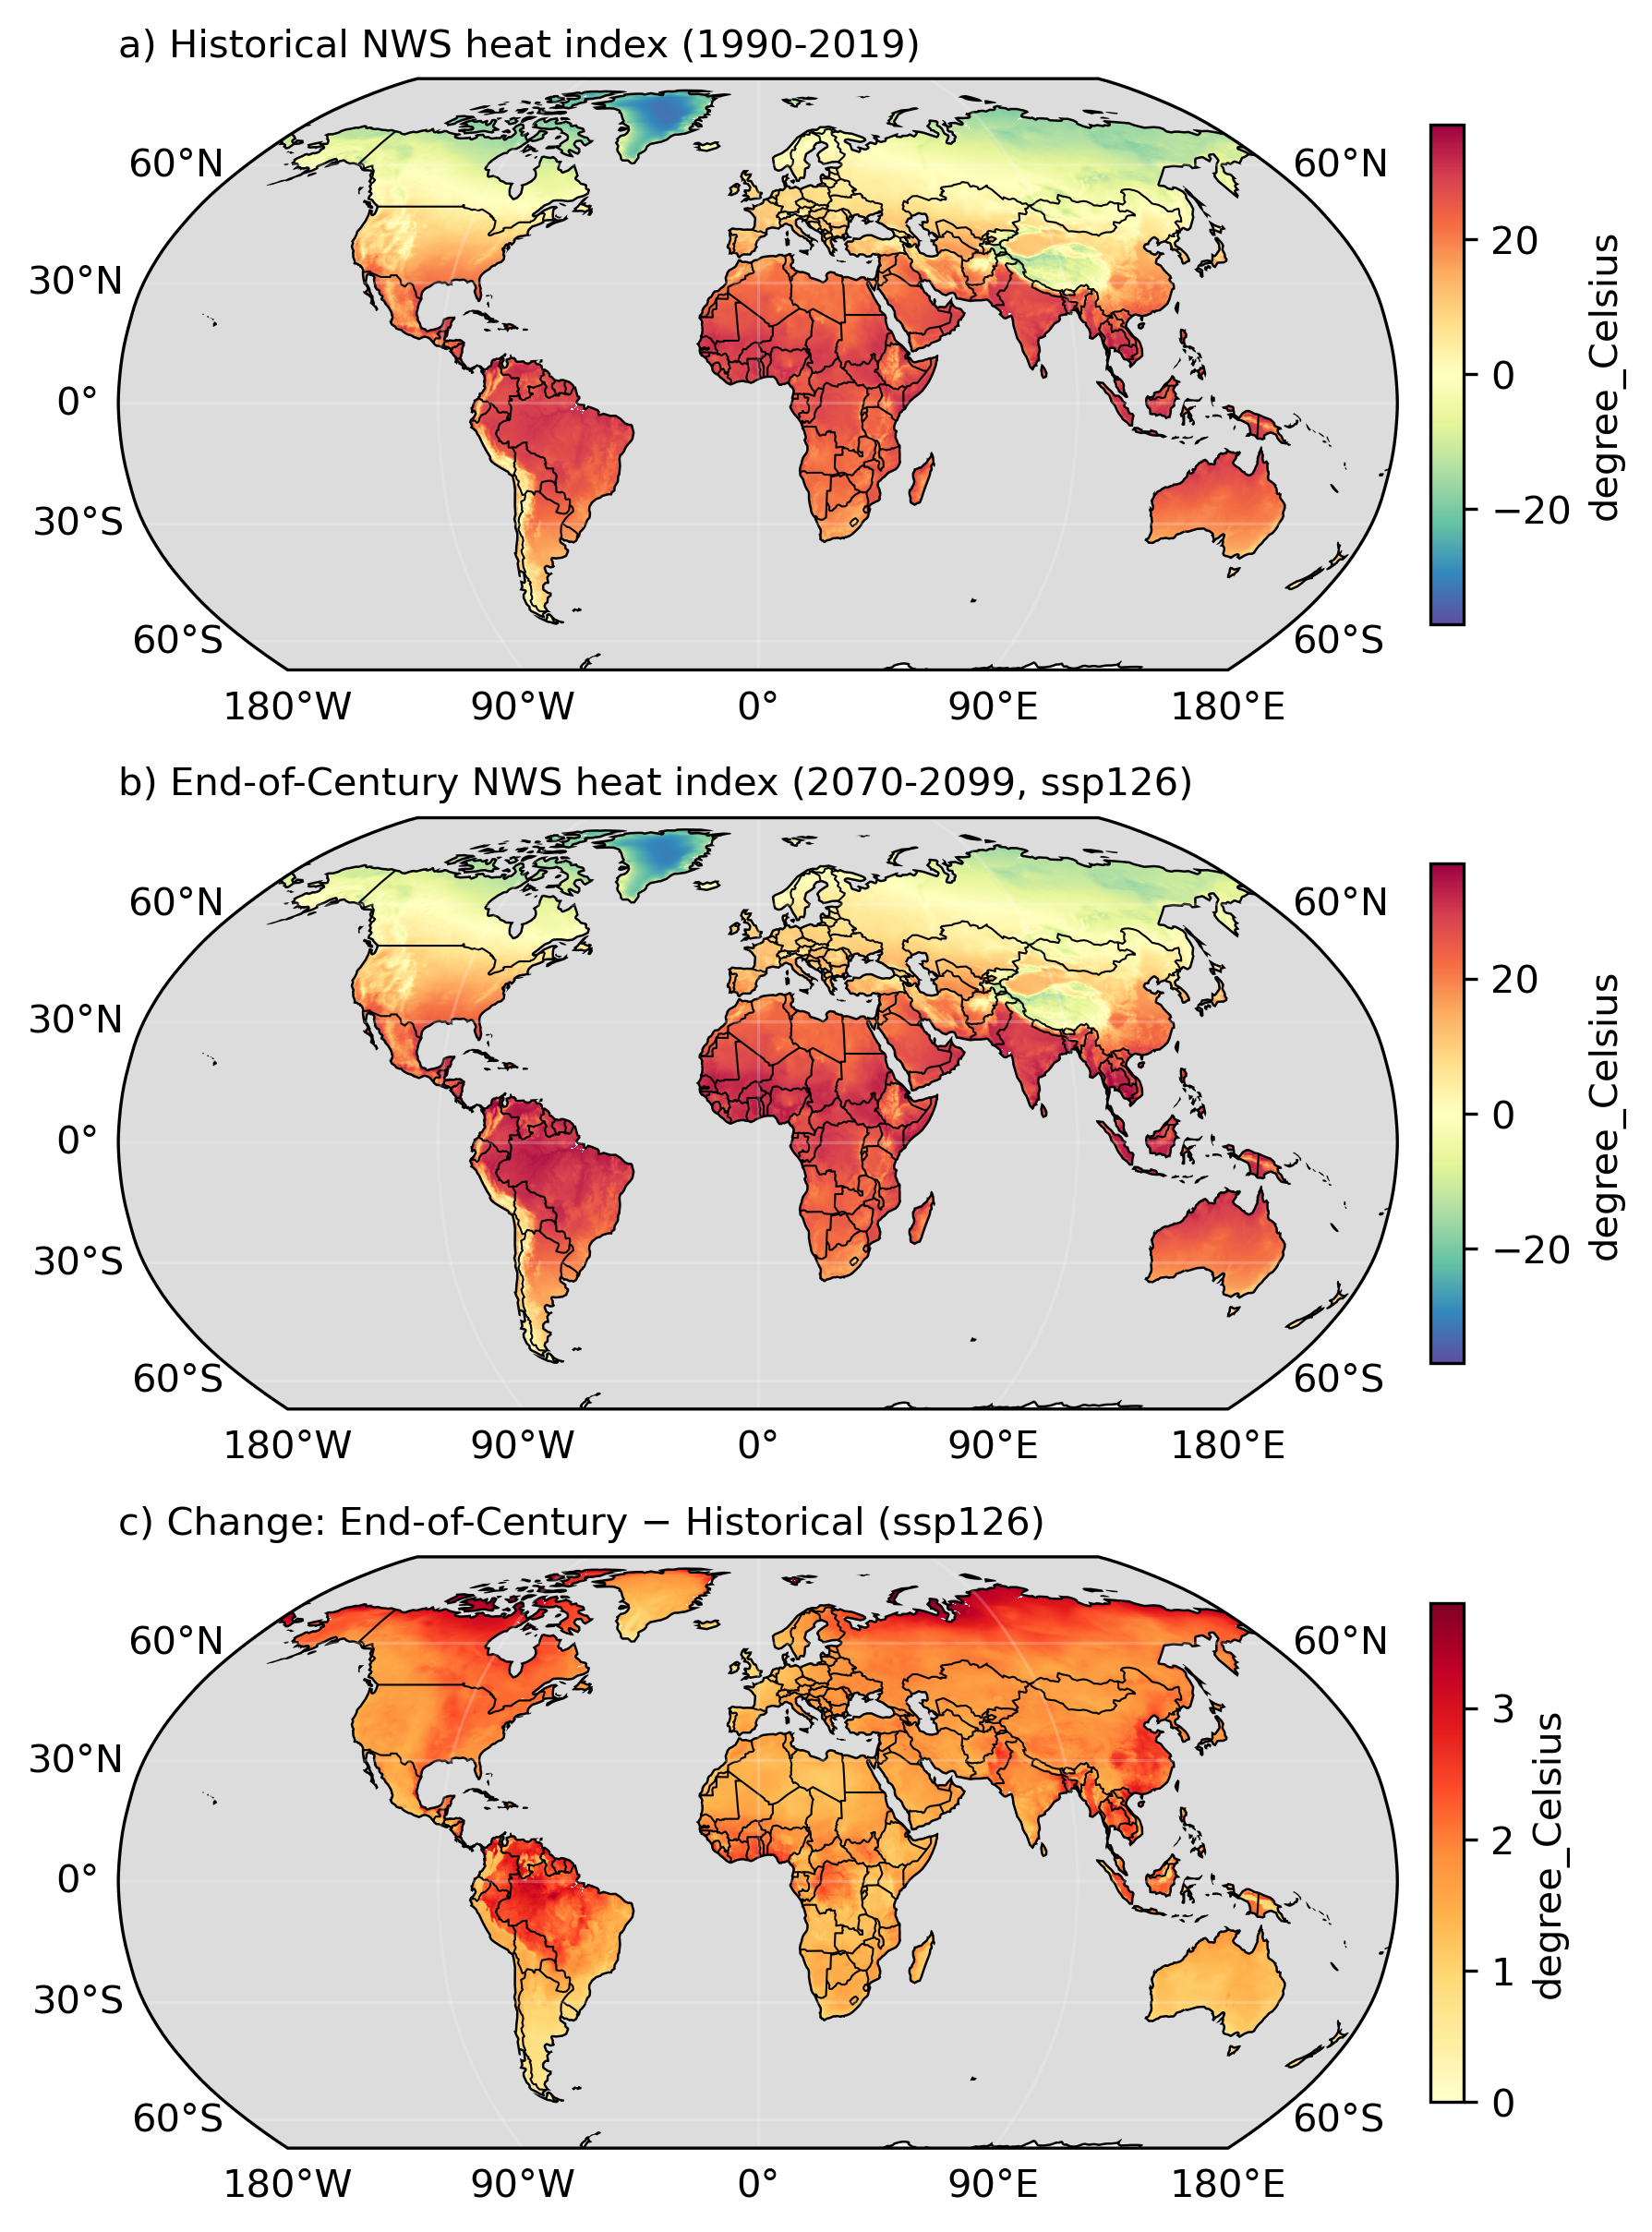 a) Historical NWS heat index (1990-2019)
60°N
60°N
30°N
0°
30°S
60°S
60°S
180°W 90°W 0° 90°E 180°E
20
0
−20
degree_Celsius
b) End-of-Century NWS heat index (2070-2099, ssp126)
60°N
60°N
30°N
0°
30°S
60°S
60°S
180°W 90°W 0° 90°E 180°E
20
0
−20
degree_Celsius
c) Change: End-of-Century − Historical (ssp126)
60°N
60°N
30°N
0°
30°S
60°S
60°S
180°W 90°W 0° 90°E 180°E
3
2
1
0
degree_Celsius